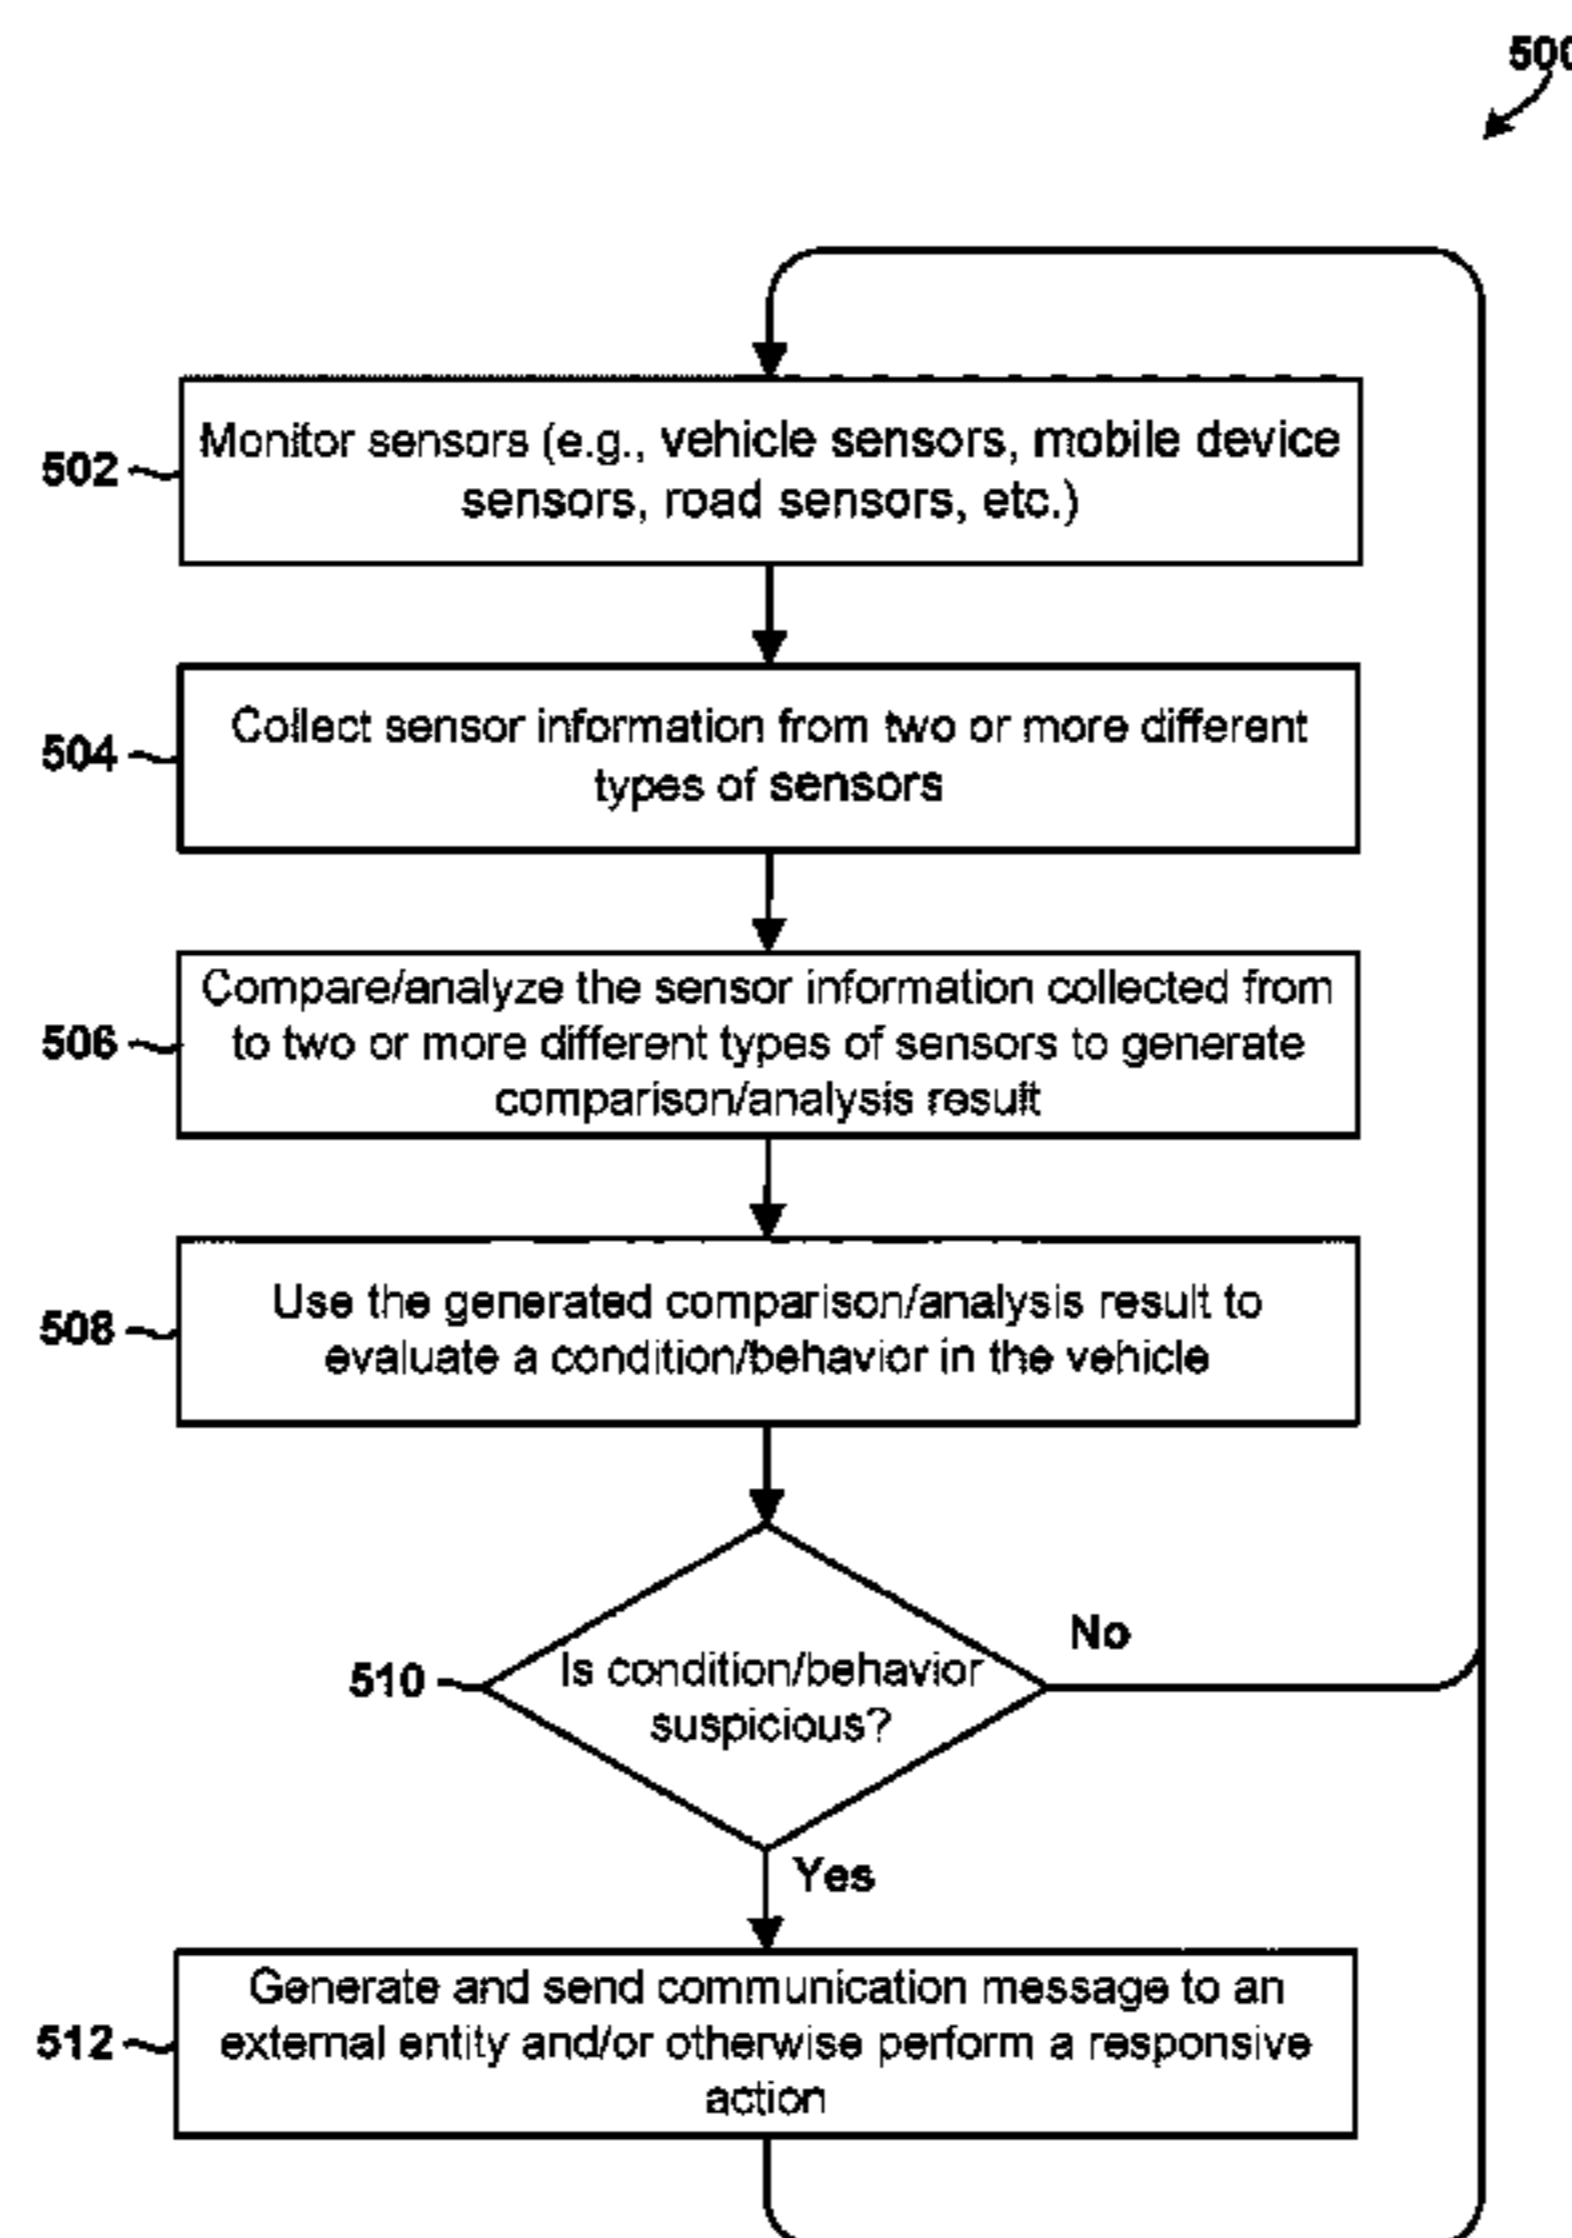 500
Monitor sensors (e.g., vehicle sensors, mobile device
sensors, road sensors, etc.)
502
Collect sensor information from two or more different
types of sensors
504
Compare/analyze the sensor information collected from
to two or more different types of sensors to generate
comparison/analysis result
506
Use the generated comparison/analysis result to
evaluate a condition/behavior in the vehicle
508
No
Is condition/behavior
suspicious?
510
Yes
Generate and send communication message to an
external entity and/or otherwise perform a responsive
action
512